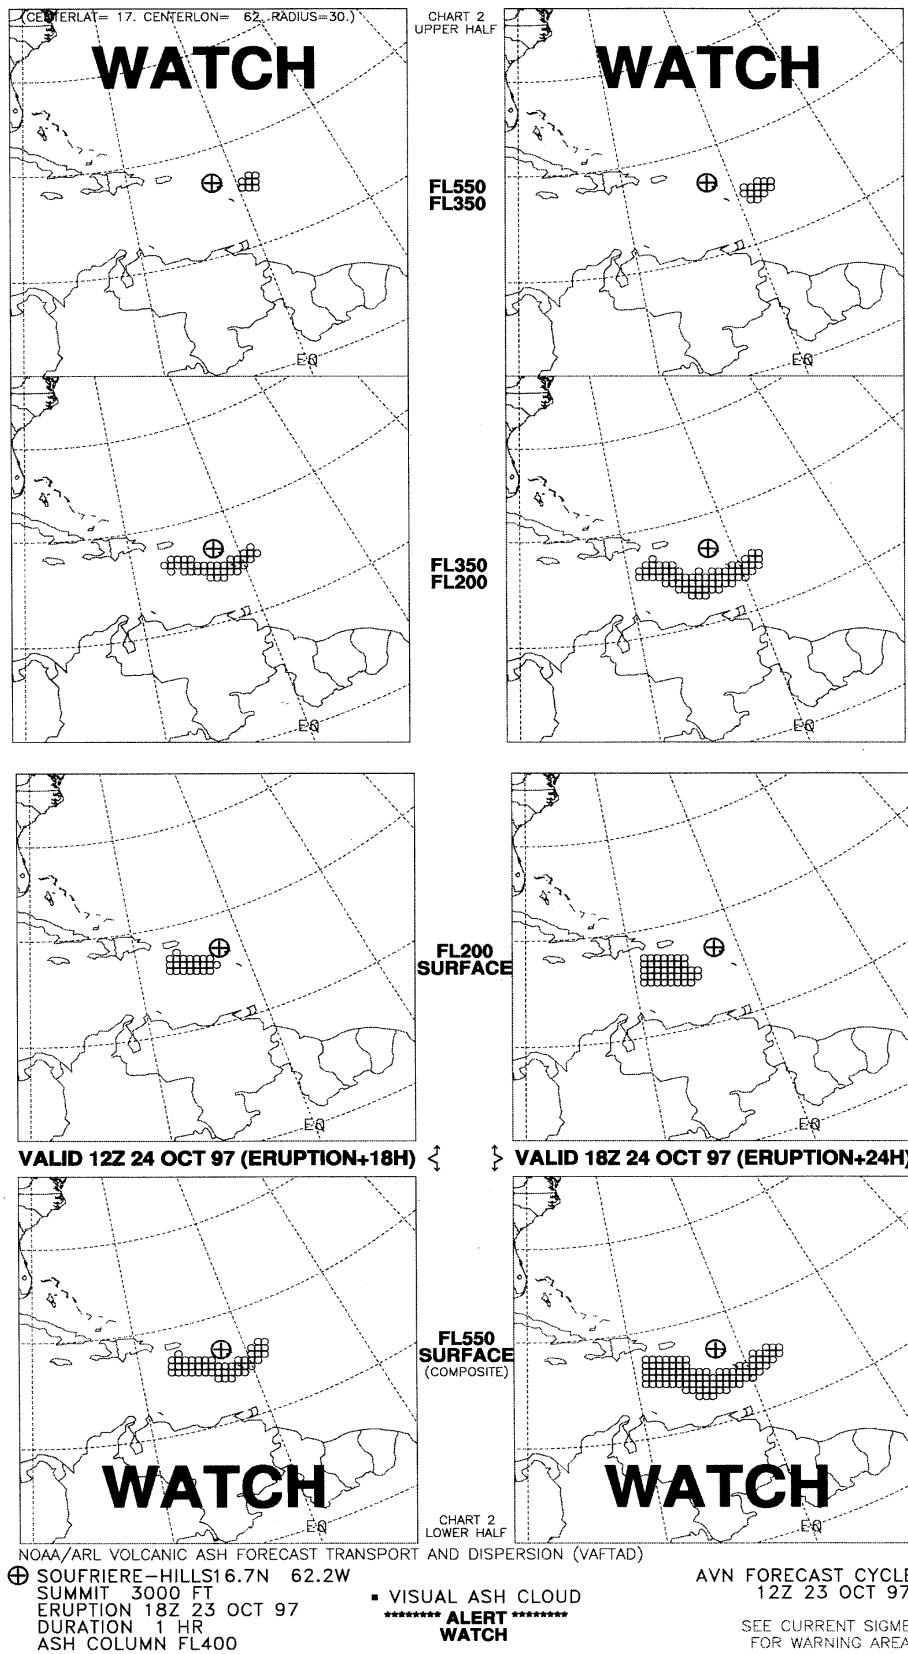 (CENTERLAT= 17. CENTERLON= 62. RADIUS=30.)
CHART 2
UPPER HALF
WATCH
WATCH
FL550
FL350
EQ
EQ
FL350
FL200
EQ
EQ
FL200
SURFACE
EQ
EQ
VALID 12Z 24 OCT 97 (ERUPTION+18H)
VALID 18Z 24 OCT 97 (ERUPTION+24H)
FL550
SURFACE
(COMPOSITE)
WATCH
WATCH
EQ
EQ
CHART 2
LOWER HALF
NOAA/ARL VOLCANIC ASH FORECAST TRANSPORT AND DISPERSION (VAFTAD)
SOUFRIERE-HILLS16.7N 62.2W
SUMMIT 3000 FT
ERUPTION 18Z 23 OCT 97
DURATION 1 HR
ASH COLUMN FL400
▪ VISUAL ASH CLOUD
******** ALERT ********
WATCH
AVN FORECAST CYCLE
12Z 23 OCT 97
SEE CURRENT SIGME
FOR WARNING AREA